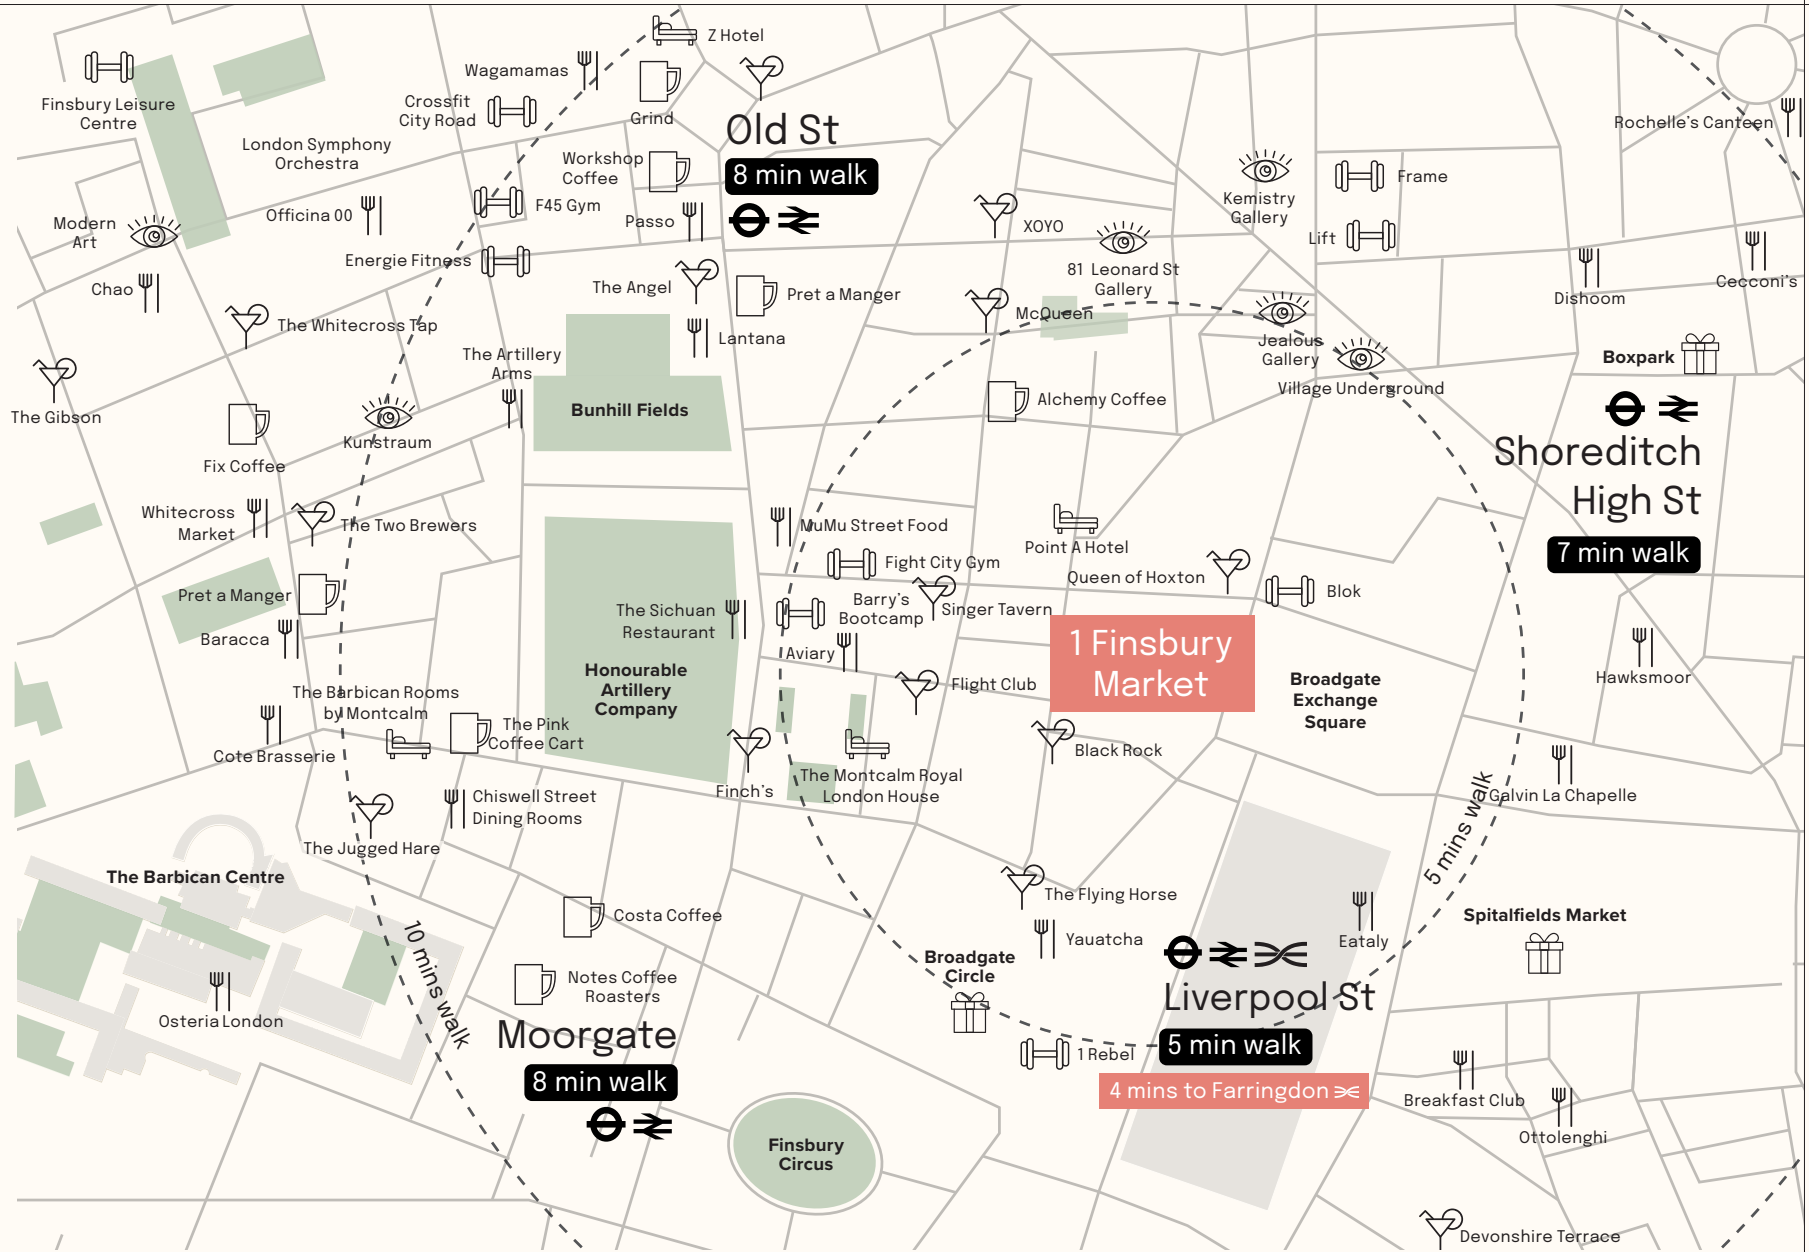 Z Hotel
Wagamamas
Finsbury Leisure
Centre
Crossfit
City Road
Grind
Old St
8 min walk
Rochelle's Canteen
London Symphony
Orchestra
Workshop
Coffee
Kemistry
Gallery
Frame
Officina 00
F45 Gym
Passo
Modern
Art
XOYO
Lift
Energie Fitness
81 Leonard St
Gallery
Chao
The Angel
Pret a Manger
Dishoom
Cecconi's
The Whitecross Tap
McQueen
Lantana
Jealous
Gallery
The Artillery
Arms
Village Underground
Boxpark
The Gibson
Bunhill Fields
Alchemy Coffee
Kunstraum
Fix Coffee
Shoreditch
High St
7 min walk
Whitecross
Market
The Two Brewers
MuMu Street Food
Point A Hotel
Fight City Gym
Queen of Hoxton
Blok
Pret a Manger
The Sichuan
Restaurant
Barry's
Bootcamp
Singer Tavern
Baracca
Aviary
1 Finsbury
Market
Honourable
Artillery
Company
Flight Club
Broadgate
Exchange
Square
Hawksmoor
The Barbican Rooms
by Montcalm
The Pink
Coffee Cart
Cote Brasserie
Black Rock
Finch's
The Montcalm Royal
London House
Galvin La Chapelle
Chiswell Street
Dining Rooms
5 mins walk
The Jugged Hare
The Barbican Centre
The Flying Horse
Costa Coffee
Spitalfields Market
Yauatcha
Eataly
Broadgate
Circle
10 mins walk
Notes Coffee
Roasters
Liverpool St
5 min walk
Osteria London
Moorgate
8 min walk
1 Rebel
4 mins to Farringdon
Breakfast Club
Ottolenghi
Finsbury
Circus
Devonshire Terrace